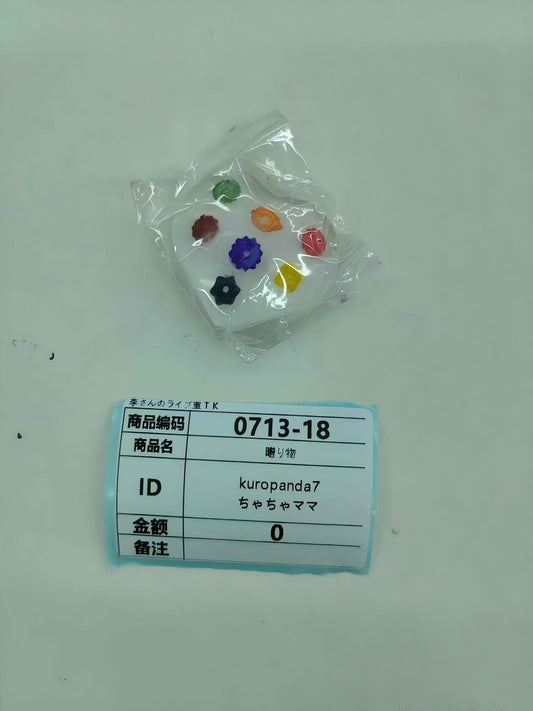 李さんのライブ室TK
商品编码 0713-18
商品名 贈り物
ID kuropanda7
ちゃちゃママ
金额 0
备注